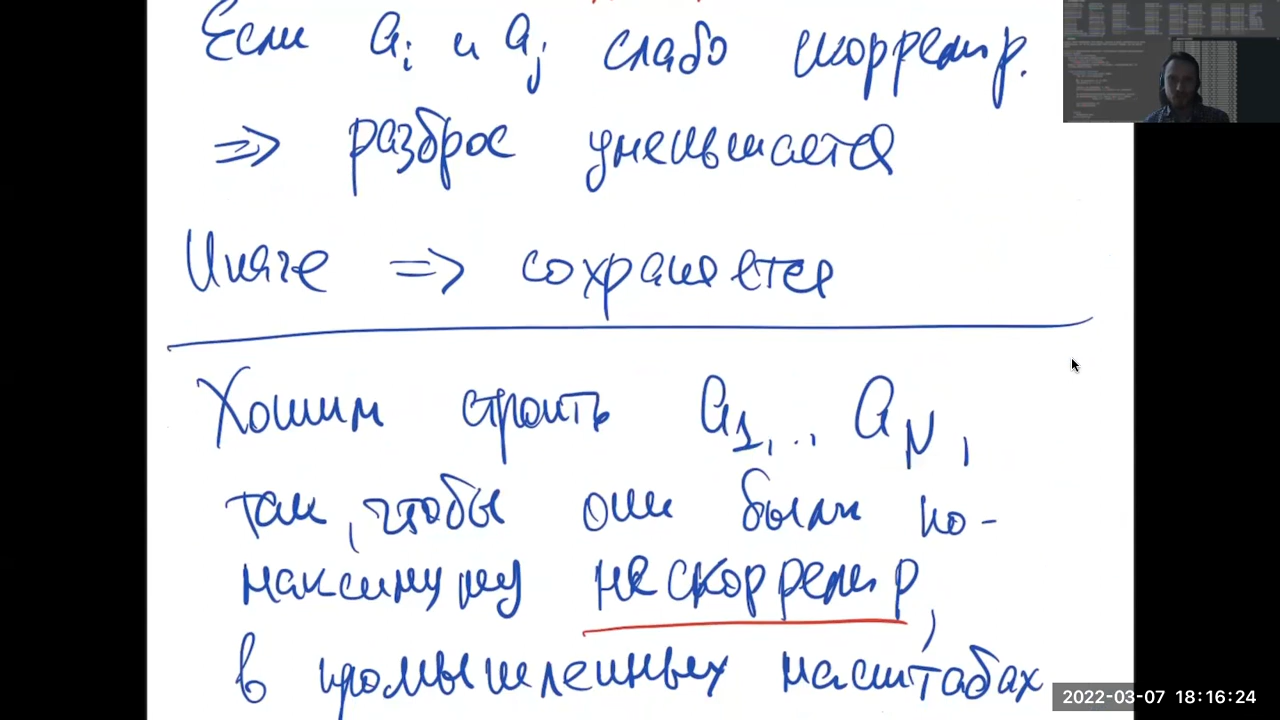 Если a_i и a_j слабо скоррелир.
⇒ разброс уменьшается
Иначе ⇒ сохраняется
Хотим строить a_1, .., a_N,
так, чтобы они были по-
максимуму нескоррелир,
в промышленных масштабах
2022-03-07 18:16:24